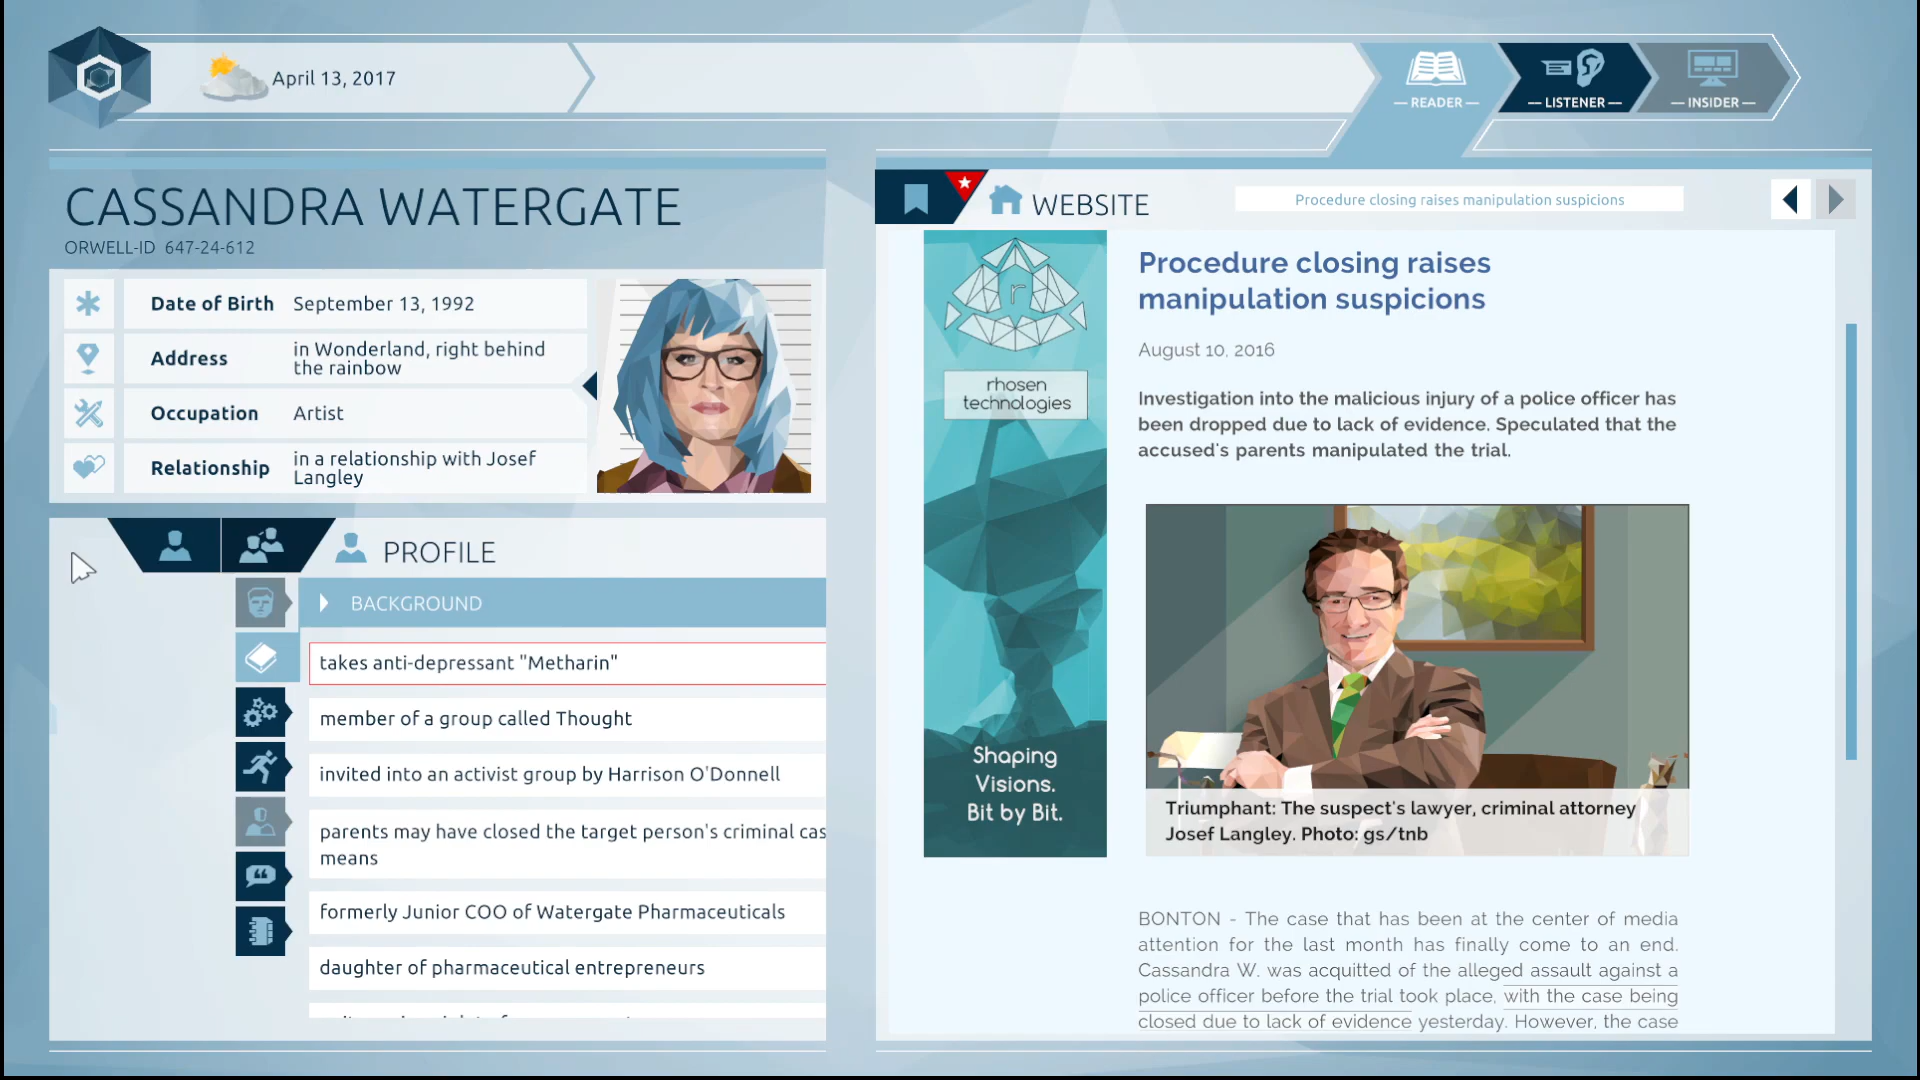 April 13, 2017
READER
LISTENER
INSIDER
CASSANDRA WATERGATE
ORWELL-ID 647-24-612
Date of Birth September 13, 1992
Address in Wonderland, right behind
the rainbow
Occupation Artist
Relationship in a relationship with Josef
Langley
PROFILE
BACKGROUND
takes anti-depressant "Metharin"
member of a group called Thought
invited into an activist group by Harrison O'Donnell
parents may have closed the target person's criminal cas
means
formerly Junior COO of Watergate Pharmaceuticals
daughter of pharmaceutical entrepreneurs
WEBSITE
Procedure closing raises manipulation suspicions
r
rhosen
technologies
Shaping
Visions.
Bit by Bit.
Procedure closing raises
manipulation suspicions
August 10, 2016
Investigation into the malicious injury of a police officer has
been dropped due to lack of evidence. Speculated that the
accused's parents manipulated the trial.
Triumphant: The suspect's lawyer, criminal attorney
Josef Langley. Photo: gs/tnb
BONTON - The case that has been at the center of media
attention for the last month has finally come to an end.
Cassandra W. was acquitted of the alleged assault against a
police officer before the trial took place, with the case being
closed due to lack of evidence yesterday. However, the case